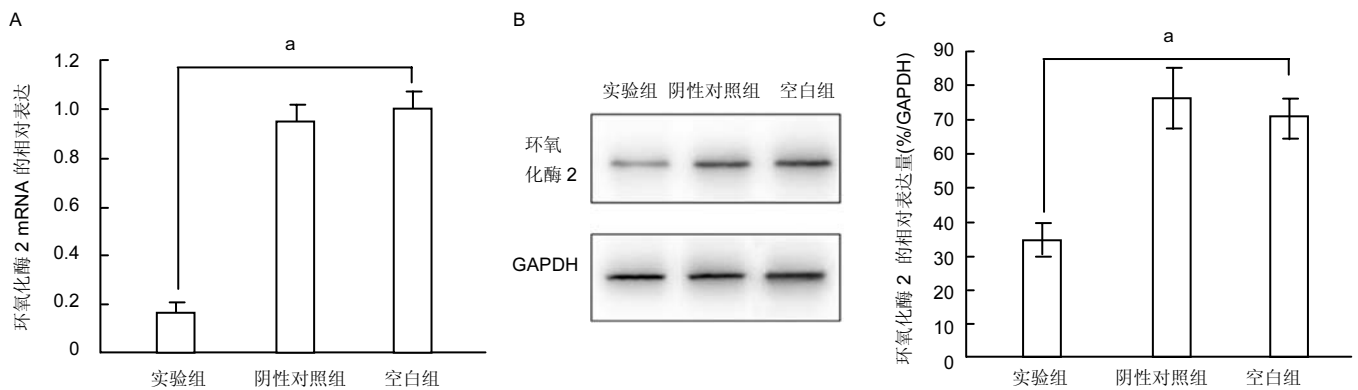 A
环氧化酶 2 mRNA 的相对表达
a
1.2
1.0
0.8
0.6
0.4
0.2
0
实验组 阴性对照组 空白组
B
实验组 阴性对照组 空白组
环氧
化酶 2
GAPDH
C
环氧化酶 2 的相对表达量(%/GAPDH)
a
90
80
70
60
50
40
30
20
10
0
实验组 阴性对照组 空白组